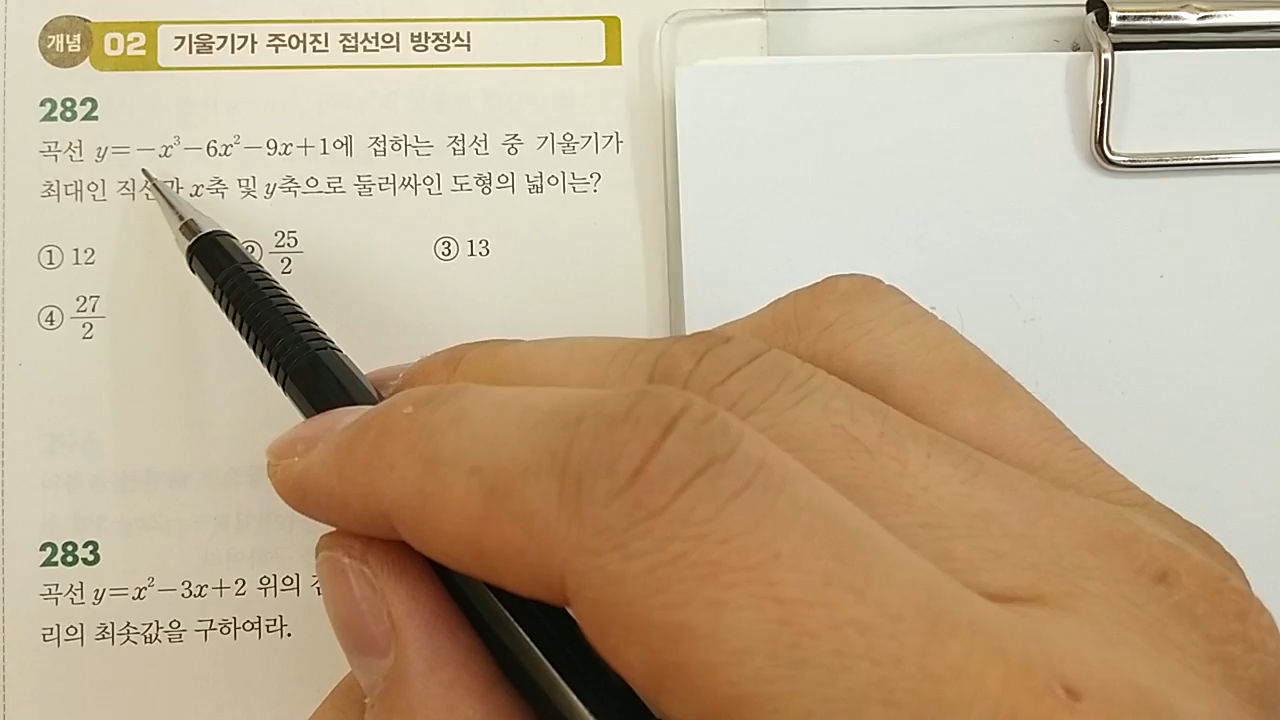 개념 02 기울기가 주어진 접선의 방정식
282
곡선 y=-x³-6x²-9x+1에 접하는 접선 중 기울기가
최대인 직선가 x축 및 y축으로 둘러싸인 도형의 넓이는?
① 12 ② 25/2 ③ 13
④ 27/2
283
곡선 y=x²-3x+2 위의
리의 최솟값을 구하여라.